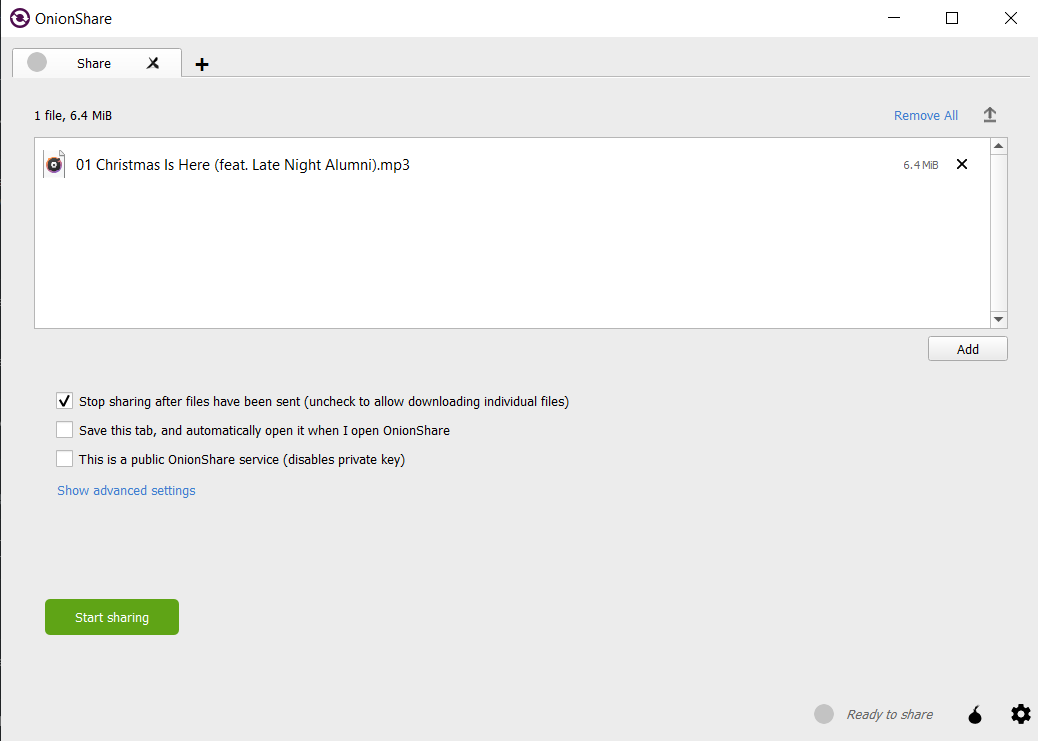 OnionShare
Share
1 file, 6.4 MiB
Remove All
01 Christmas Is Here (feat. Late Night Alumni).mp3
6.4 MiB
Add
Stop sharing after files have been sent (uncheck to allow downloading individual files)
Save this tab, and automatically open it when I open OnionShare
This is a public OnionShare service (disables private key)
Show advanced settings
Start sharing
Ready to share